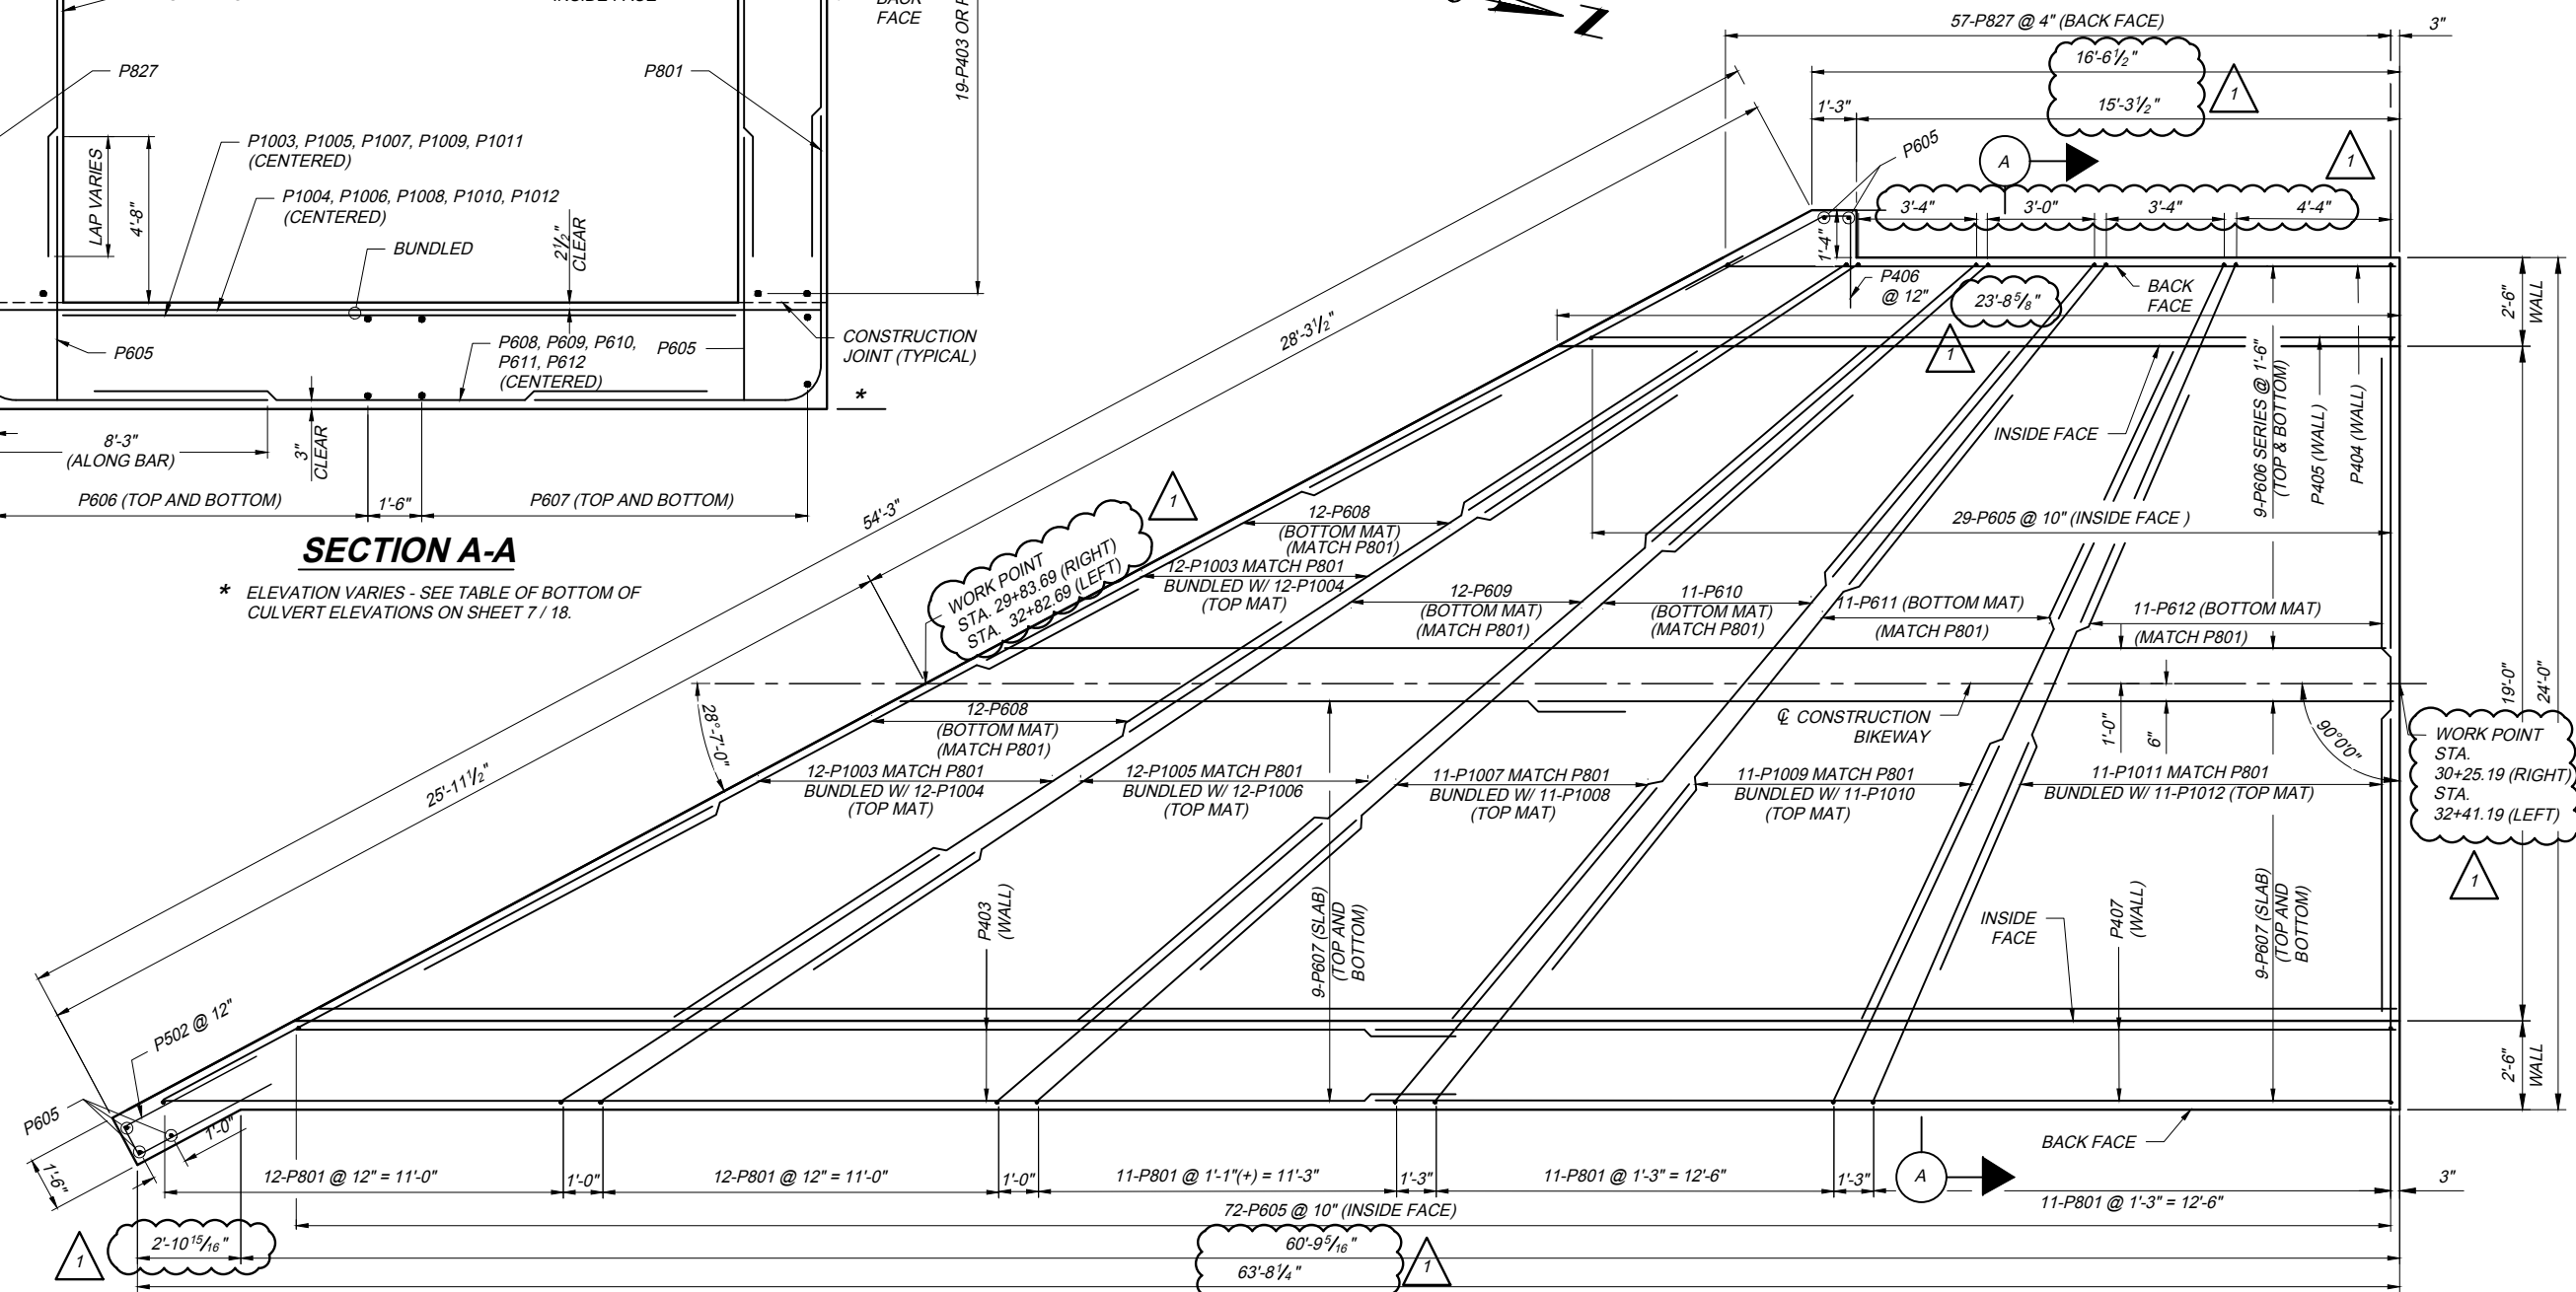 BACK
FACE
19-P403 OR
P827
P801
LAP VARIES
4'-8"
P1003, P1005, P1007, P1009, P1011
(CENTERED)
P1004, P1006, P1008, P1010, P1012
(CENTERED)
BUNDLED
2½"
CLEAR
P605
P608, P609, P610,
P611, P612
(CENTERED)
P605
CONSTRUCTION
JOINT (TYPICAL)
*
8'-3"
(ALONG BAR)
3"
CLEAR
P606 (TOP AND BOTTOM)
1'-6"
P607 (TOP AND BOTTOM)
SECTION A-A
* ELEVATION VARIES - SEE TABLE OF BOTTOM OF
CULVERT ELEVATIONS ON SHEET 7 / 18.
N
57-P827 @ 4" (BACK FACE)
3"
16'-6½"
1'-3"
15'-3½"
1
P605
A
1
3'-4"
3'-0"
3'-4"
4'-4"
1'-4"
P406
@ 12"
23'-8⅝"
1
BACK
FACE
2'-6"
WALL
28'-3½"
54'-3"
25'-11½"
INSIDE FACE
9-P606 SERIES @ 1'-6"
(TOP & BOTTOM)
P405 (WALL)
P404 (WALL)
29-P605 @ 10" (INSIDE FACE )
1
WORK POINT
STA. 29+83.69 (RIGHT)
STA. 32+82.69 (LEFT)
12-P608
(BOTTOM MAT)
(MATCH P801)
12-P1003 MATCH P801
BUNDLED W/ 12-P1004
(TOP MAT)
12-P609
(BOTTOM MAT)
(MATCH P801)
11-P610
(BOTTOM MAT)
(MATCH P801)
11-P611 (BOTTOM MAT)
(MATCH P801)
11-P612 (BOTTOM MAT)
(MATCH P801)
28°-7'-0"
12-P608
(BOTTOM MAT)
(MATCH P801)
℄ CONSTRUCTION
BIKEWAY
1'-0"
6"
90°0'0"
19'-0"
24'-0"
WORK POINT
STA.
30+25.19 (RIGHT)
STA.
32+41.19 (LEFT)
1
12-P1003 MATCH P801
BUNDLED W/ 12-P1004
(TOP MAT)
12-P1005 MATCH P801
BUNDLED W/ 12-P1006
(TOP MAT)
11-P1007 MATCH P801
BUNDLED W/ 11-P1008
(TOP MAT)
11-P1009 MATCH P801
BUNDLED W/ 11-P1010
(TOP MAT)
11-P1011 MATCH P801
BUNDLED W/ 11-P1012 (TOP MAT)
P403
(WALL)
9-P607 (SLAB)
(TOP AND
BOTTOM)
INSIDE
FACE
P407
(WALL)
9-P607 (SLAB)
(TOP AND
BOTTOM)
2'-6"
WALL
P502 @ 12"
P605
1'-0"
1'-6"
BACK FACE
A
12-P801 @ 12" = 11'-0"
1'-0"
12-P801 @ 12" = 11'-0"
1'-0"
11-P801 @ 1'-1"(+) = 11'-3"
1'-3"
11-P801 @ 1'-3" = 12'-6"
1'-3"
11-P801 @ 1'-3" = 12'-6"
3"
72-P605 @ 10" (INSIDE FACE)
1
2'-10 15/16"
60'-9 5/16"
63'-8¼"
1